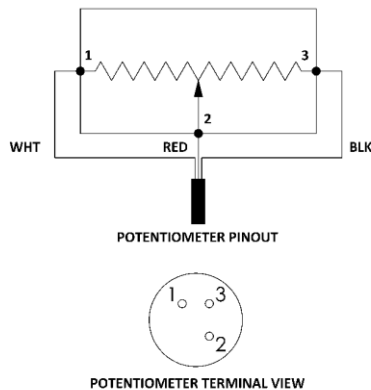 1 3
2
WHT RED BLK
POTENTIOMETER PINOUT
1 3
2
POTENTIOMETER TERMINAL VIEW